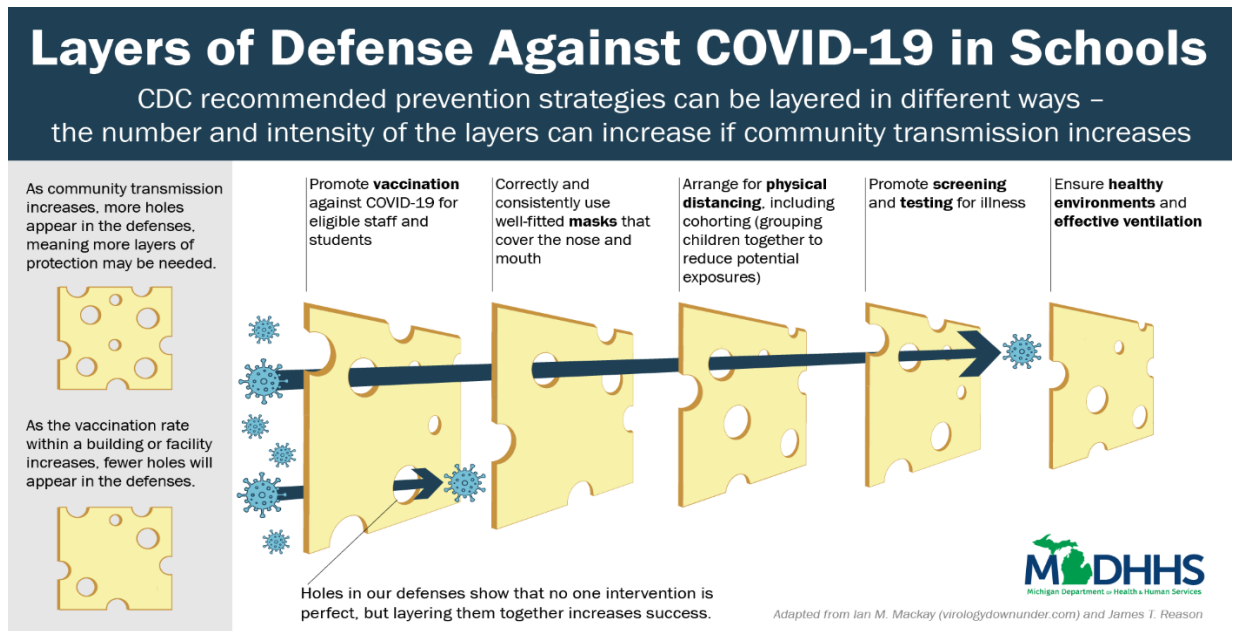 Layers of Defense Against COVID-19 in Schools
CDC recommended prevention strategies can be layered in different ways –
the number and intensity of the layers can increase if community transmission increases
As community transmission
increases, more holes
appear in the defenses,
meaning more layers of
protection may be needed.
As the vaccination rate
within a building or facility
increases, fewer holes will
appear in the defenses.
Promote vaccination
against COVID-19 for
eligible staff and
students
Correctly and
consistently use
well-fitted masks that
cover the nose and
mouth
Arrange for physical
distancing, including
cohorting (grouping
children together to
reduce potential
exposures)
Promote screening
and testing for illness
Ensure healthy
environments and
effective ventilation
Holes in our defenses show that no one intervention is
perfect, but layering them together increases success.
MDHHS
Michigan Department of Health & Human Services
Adapted from Ian M. Mackay (virologydownunder.com) and James T. Reason